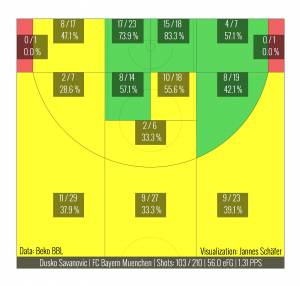 8 / 17
17 / 23
15 / 18
4 / 7
47.1 %
73.9 %
83.3 %
57.1 %
0 / 1
0 / 1
0.0 %
0.0 %
2 / 7
8 / 14
10 / 18
8 / 19
28.6 %
57.1 %
55.6 %
42.1 %
2 / 6
33.3 %
11 / 29
9 / 27
9 / 23
37.9 %
33.3 %
39.1 %
Data: Beko BBL
Visualization: Jannes Schäfer
Dusko Savanovic | FC Bayern Muenchen | Shots: 103 / 210 | 56.0 eFG | 1.31 PPS